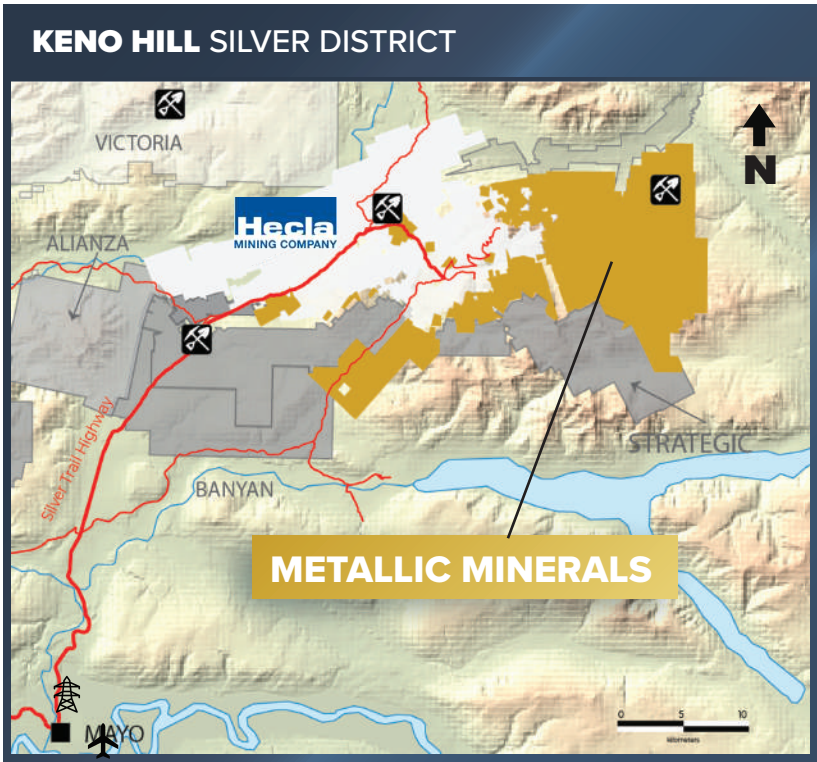 KENO HILL SILVER DISTRICT
VICTORIA
N
Hecla
MINING COMPANY
ALIANZA
Silver Trail Highway
STRATEGIC
BANYAN
METALLIC MINERALS
0 5 10
kilometers
MAYO